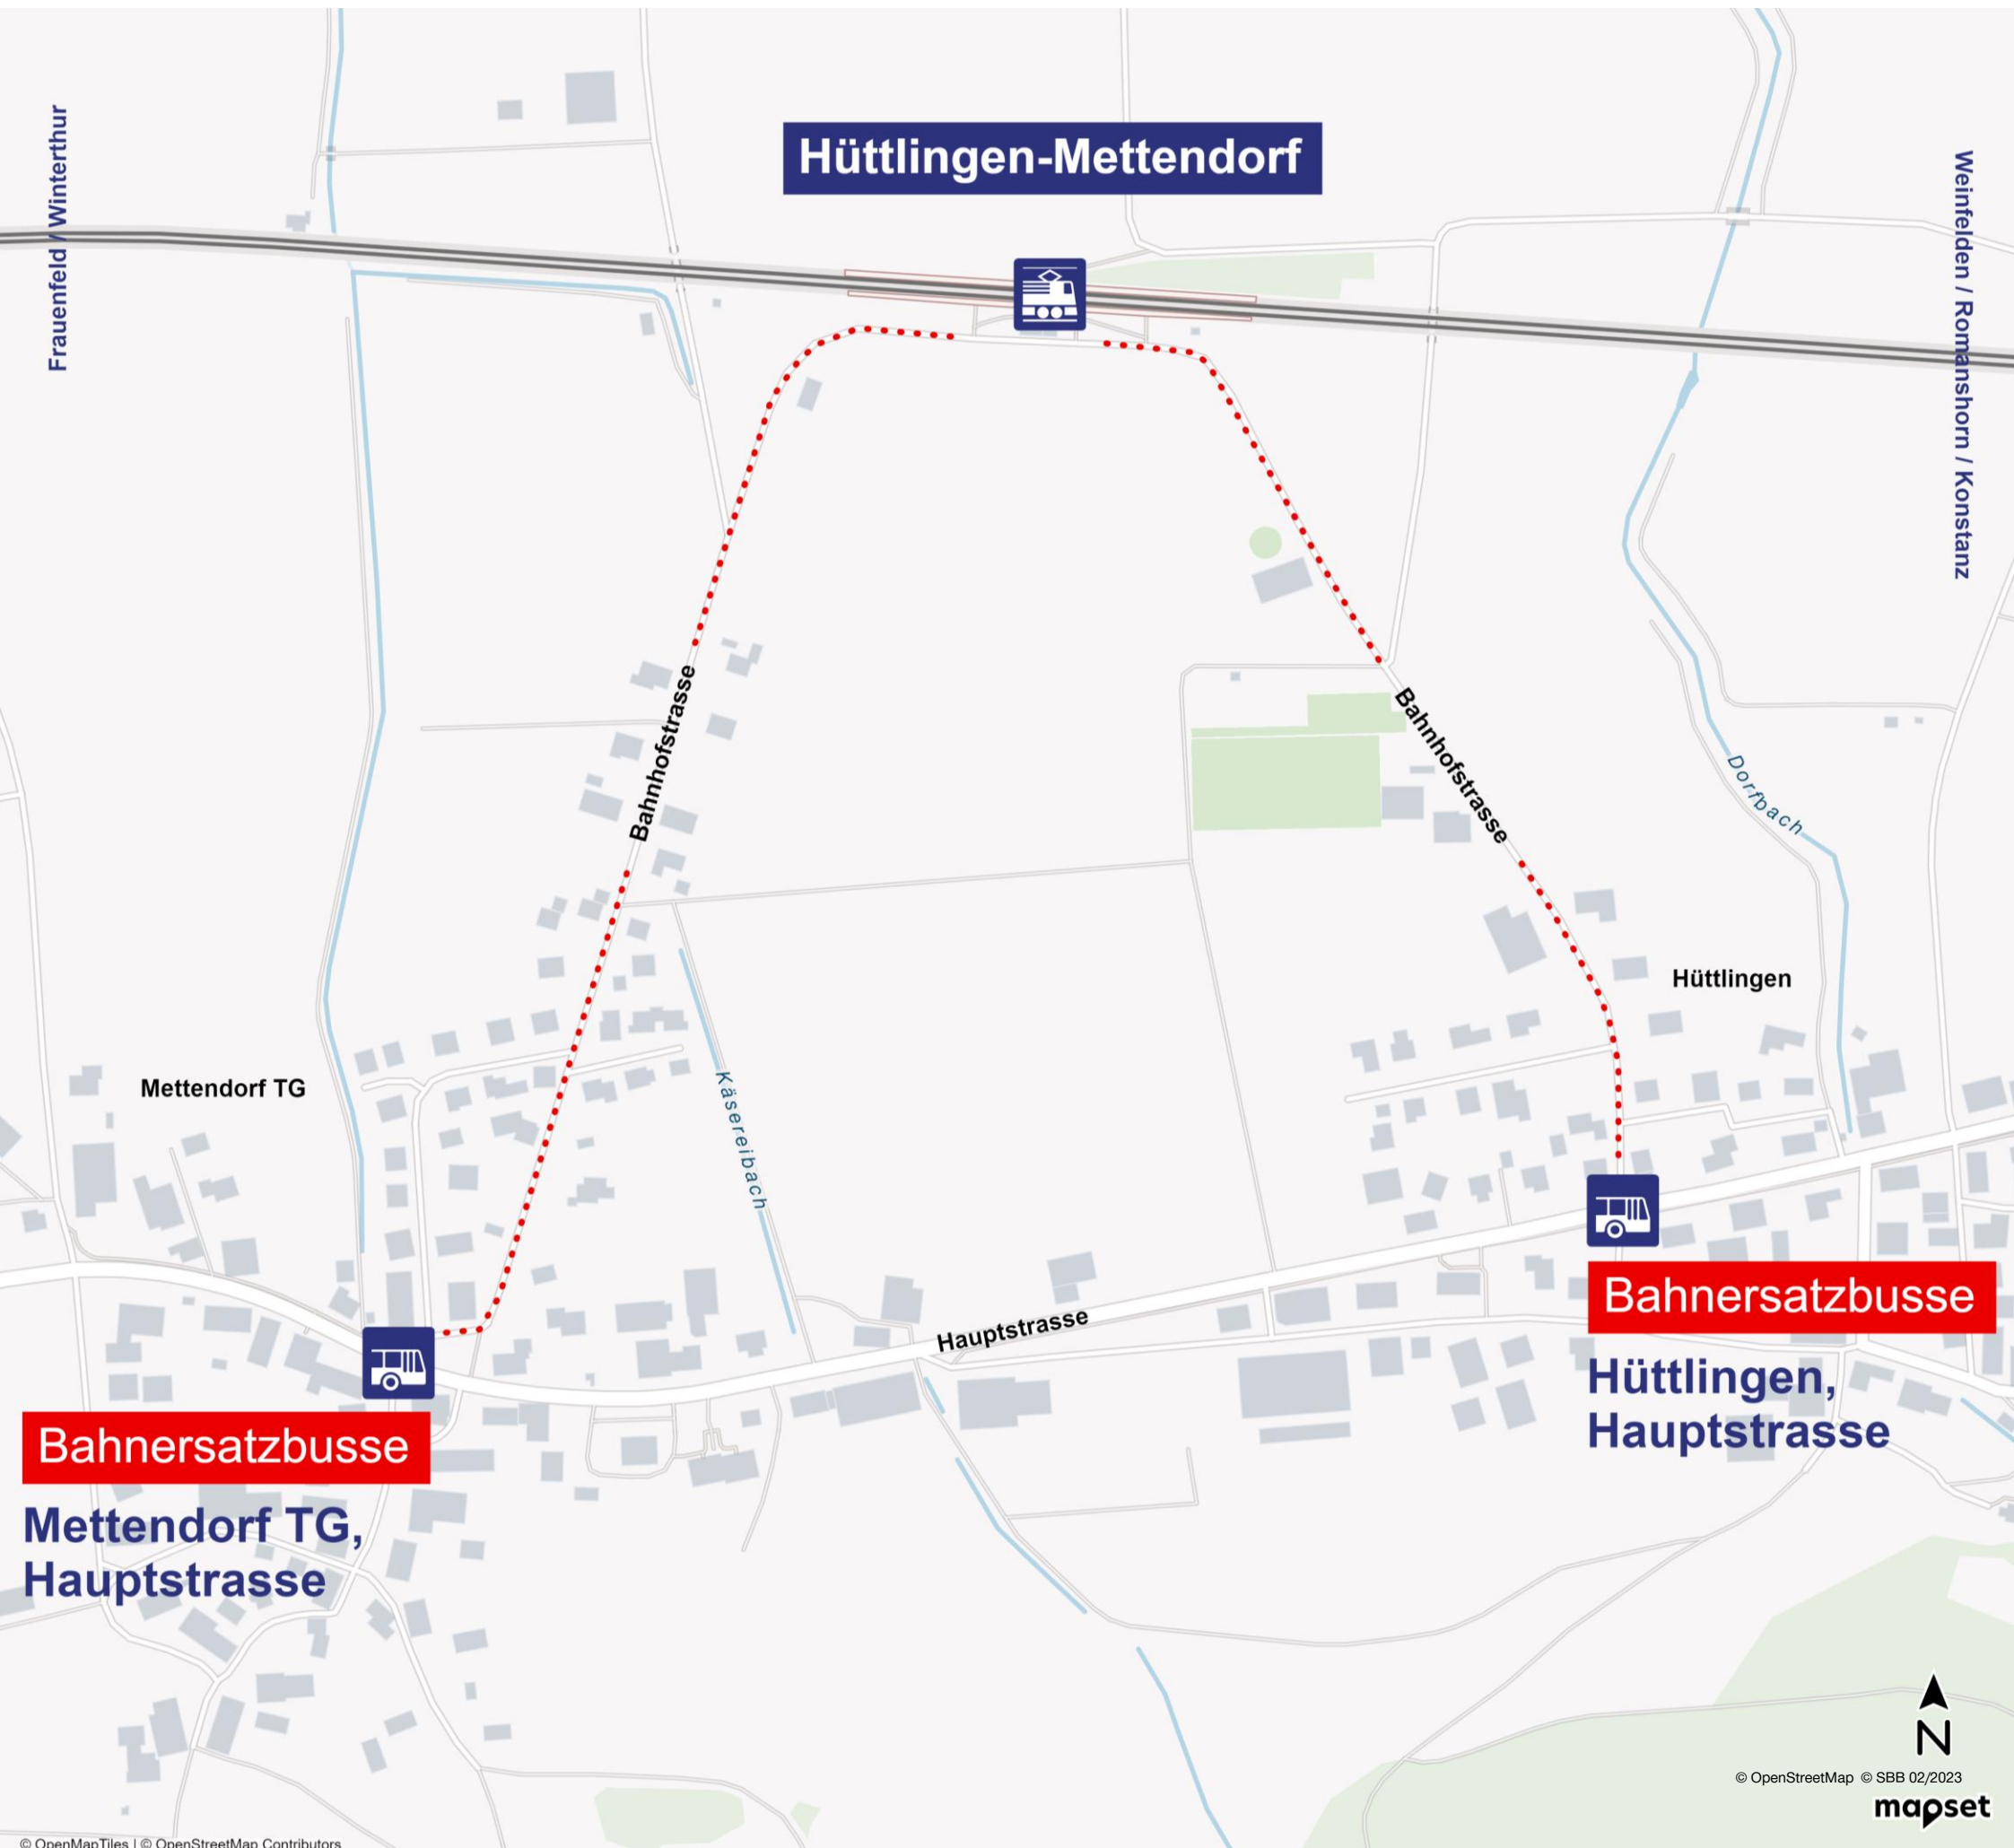 Hüttlingen-Mettendorf
Frauenfeld / Winterthur
Weinfelden / Romanshorn / Konstanz
Bahnhofstrasse
Bahnhofstrasse
Dorfbach
Hüttlingen
Mettendorf TG
Käsereibach
Hauptstrasse
Bahnersatzbusse
Hüttlingen,
Hauptstrasse
Bahnersatzbusse
Mettendorf TG,
Hauptstrasse
N
© OpenStreetMap © SBB 02/2023
mapset
© OpenMapTiles | © OpenStreetMap Contributors